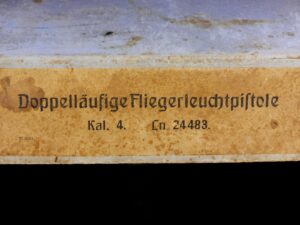 Doppelläufige Fliegerleuchtpistole
Kal. 4. Ln 24483.